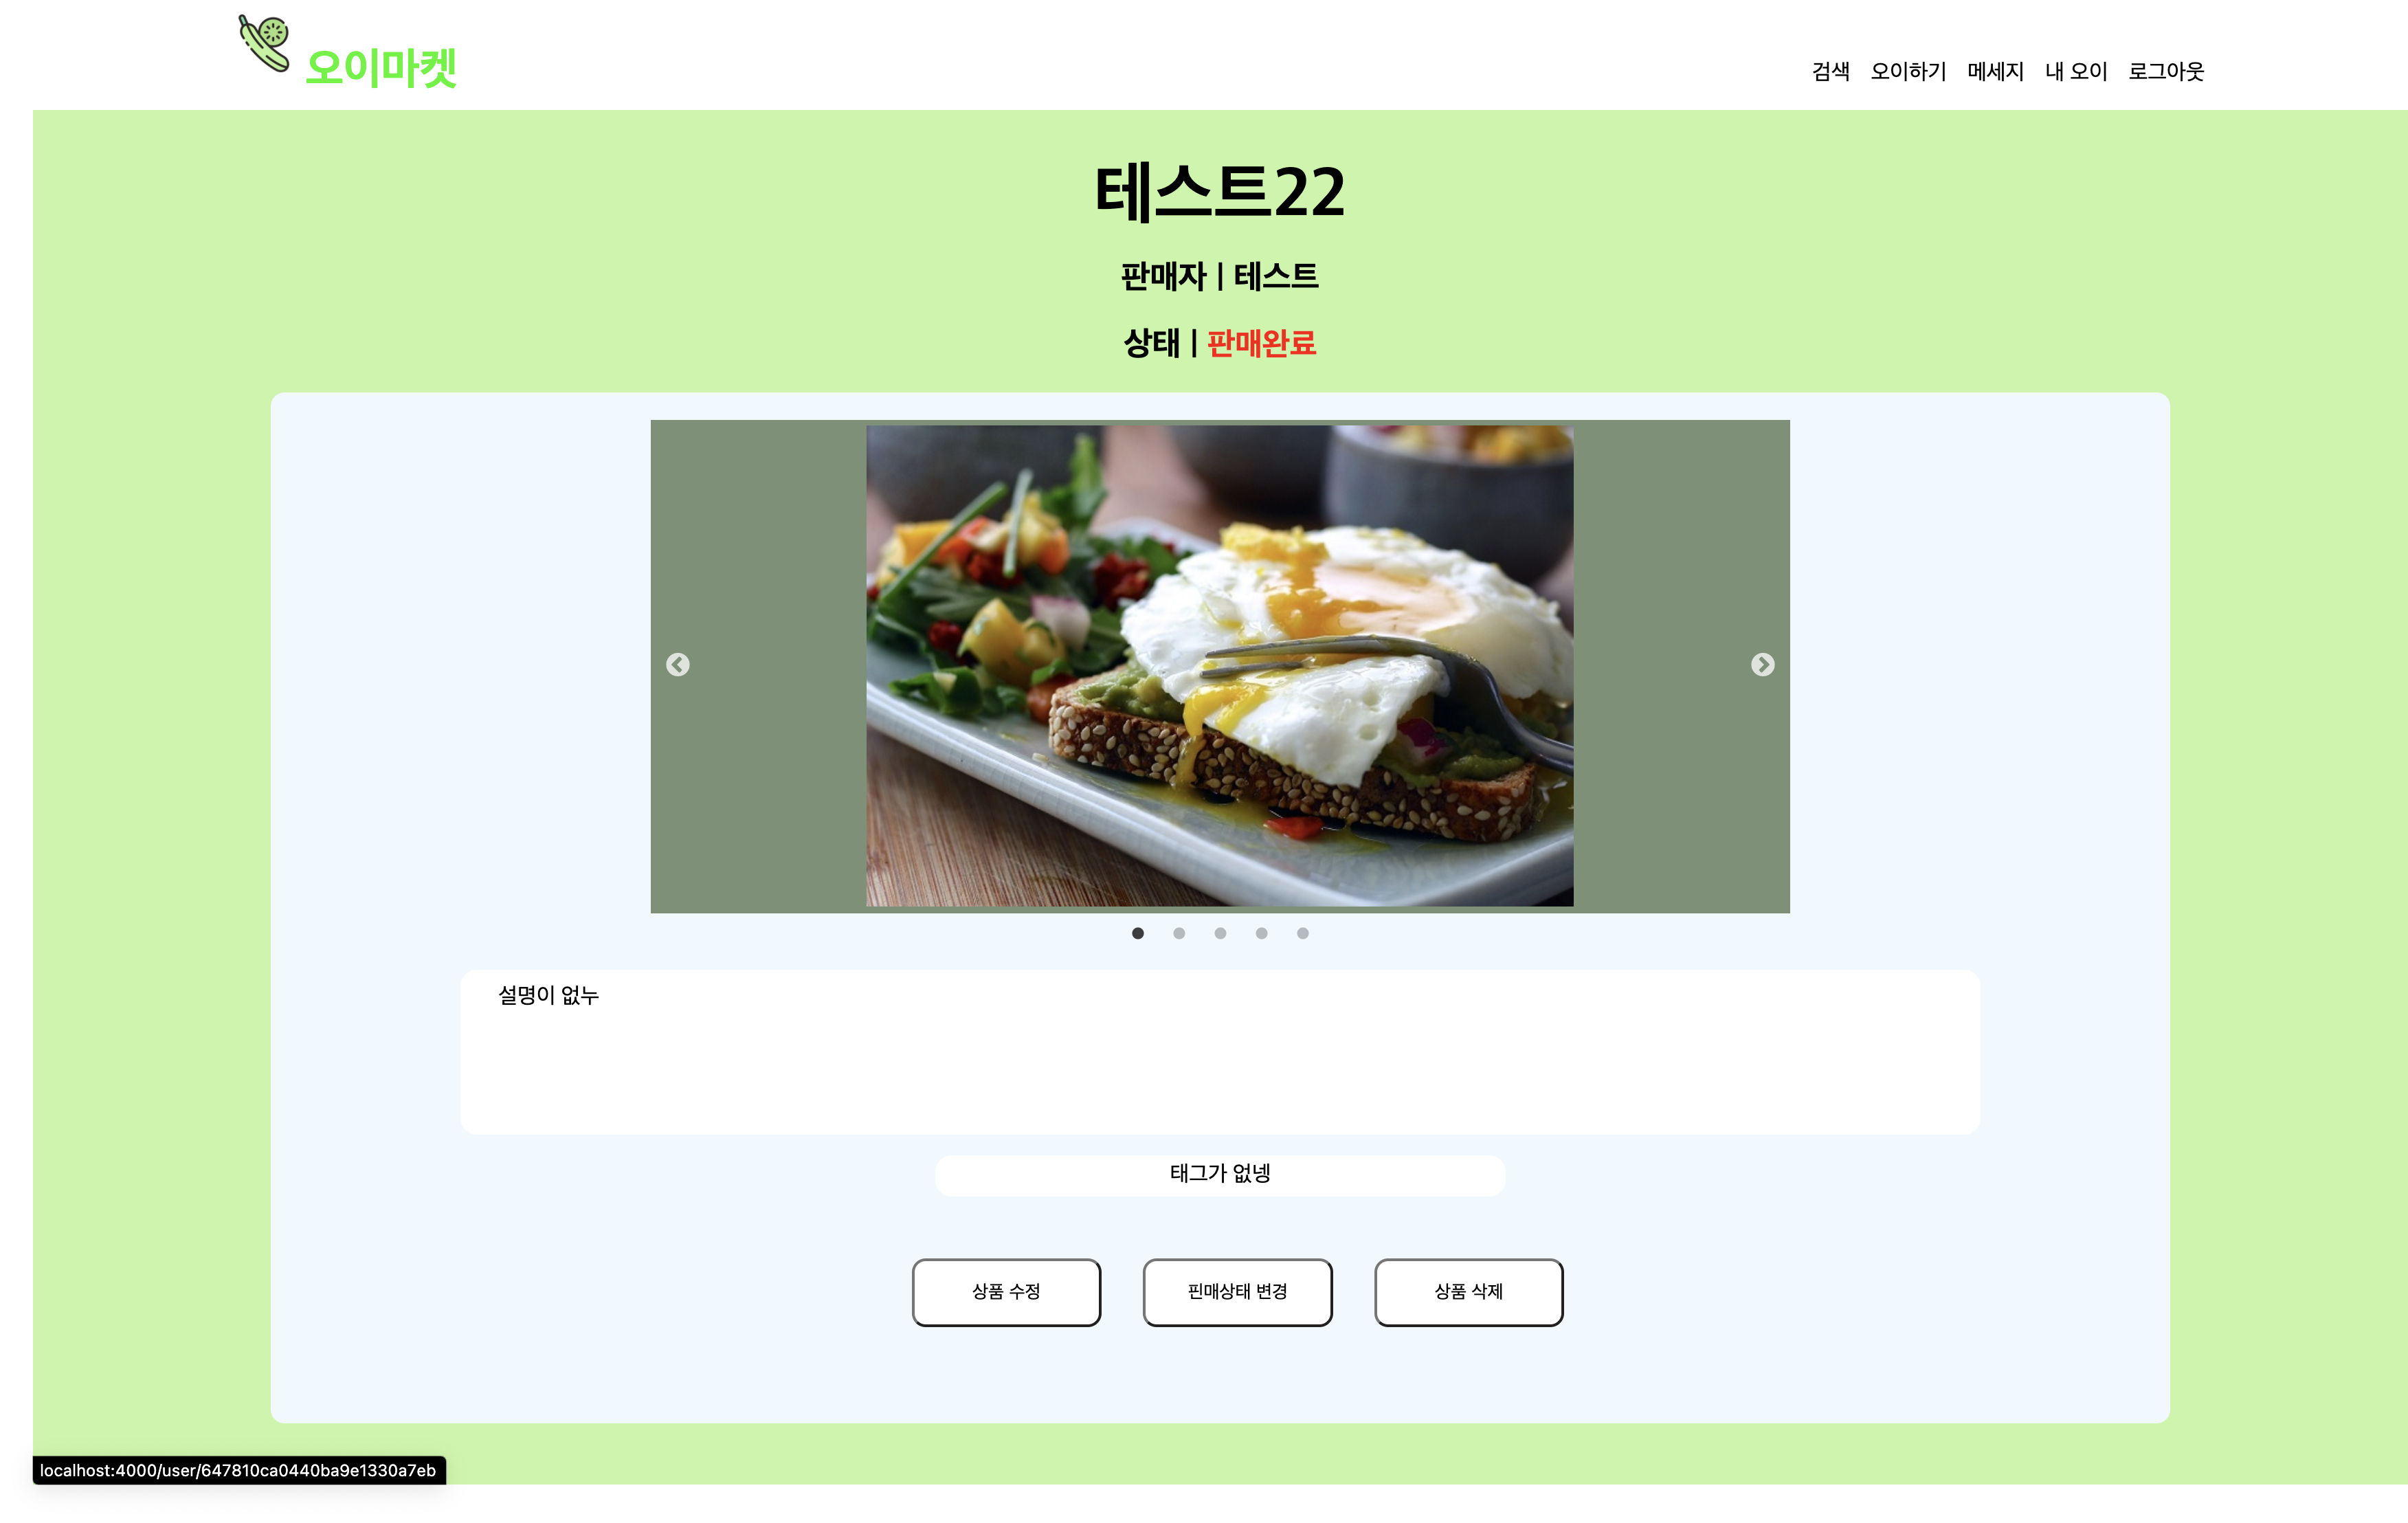 오이마켓
검색 오이하기 메세지 내 오이 로그아웃
테스트22
판매자 | 테스트
상태 | 판매완료
설명이 없누
태그가 없넹
상품 수정 핀매상태 변경 상품 삭제
localhost:4000/user/647810ca0440ba9e1330a7eb